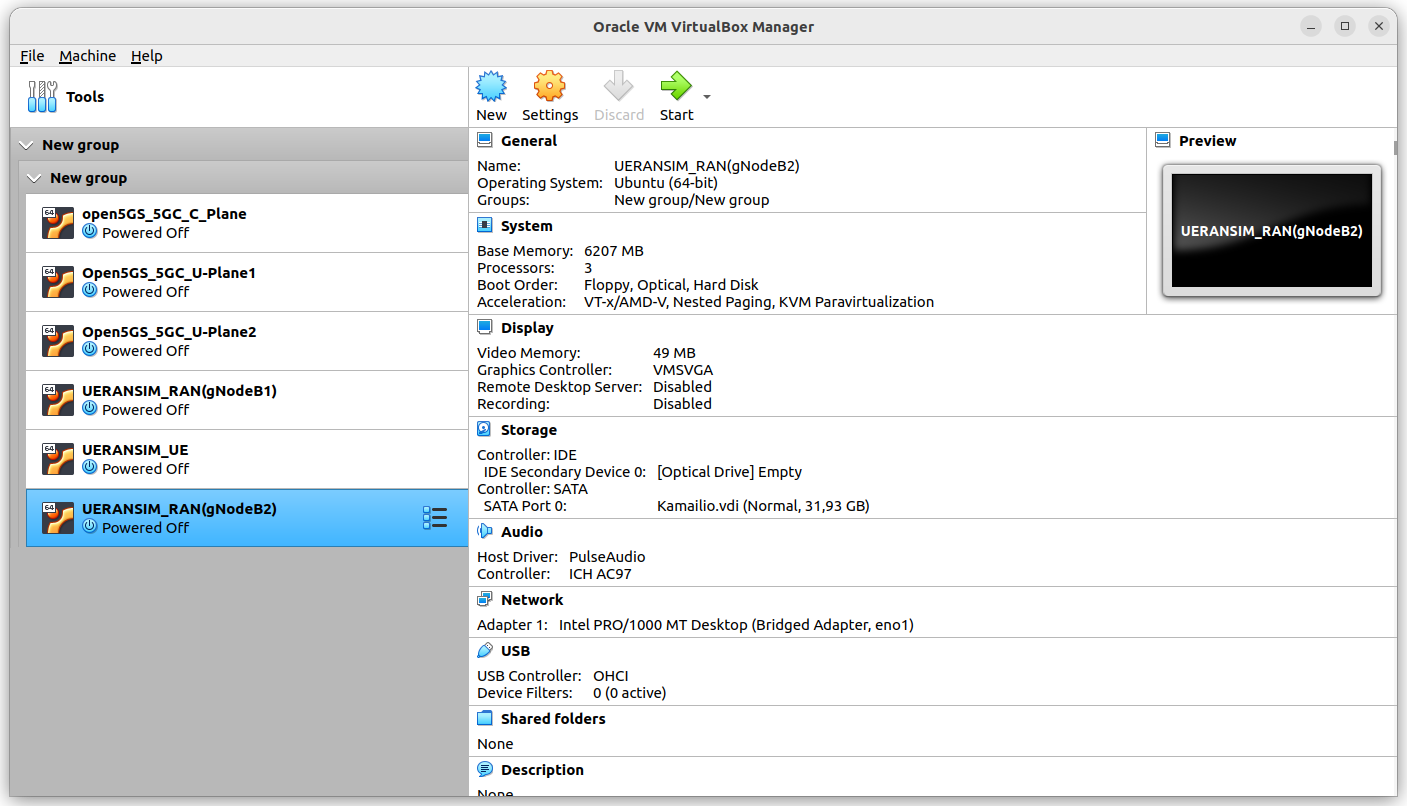 Oracle VM VirtualBox Manager
File Machine Help
Tools
New Settings Discard Start
New group
New group
64
open5GS_5GC_C_Plane
Powered Off
64
Open5GS_5GC_U-Plane1
Powered Off
64
Open5GS_5GC_U-Plane2
Powered Off
64
UERANSIM_RAN(gNodeB1)
Powered Off
64
UERANSIM_UE
Powered Off
64
UERANSIM_RAN(gNodeB2)
Powered Off
General
Name: UERANSIM_RAN(gNodeB2)
Operating System: Ubuntu (64-bit)
Groups: New group/New group
Preview
UERANSIM_RAN(gNodeB2)
System
Base Memory: 6207 MB
Processors: 3
Boot Order: Floppy, Optical, Hard Disk
Acceleration: VT-x/AMD-V, Nested Paging, KVM Paravirtualization
Display
Video Memory: 49 MB
Graphics Controller: VMSVGA
Remote Desktop Server: Disabled
Recording: Disabled
Storage
Controller: IDE
IDE Secondary Device 0: [Optical Drive] Empty
Controller: SATA
SATA Port 0: Kamailio.vdi (Normal, 31,93 GB)
Audio
Host Driver: PulseAudio
Controller: ICH AC97
Network
Adapter 1: Intel PRO/1000 MT Desktop (Bridged Adapter, eno1)
USB
USB Controller: OHCI
Device Filters: 0 (0 active)
Shared folders
None
Description
None